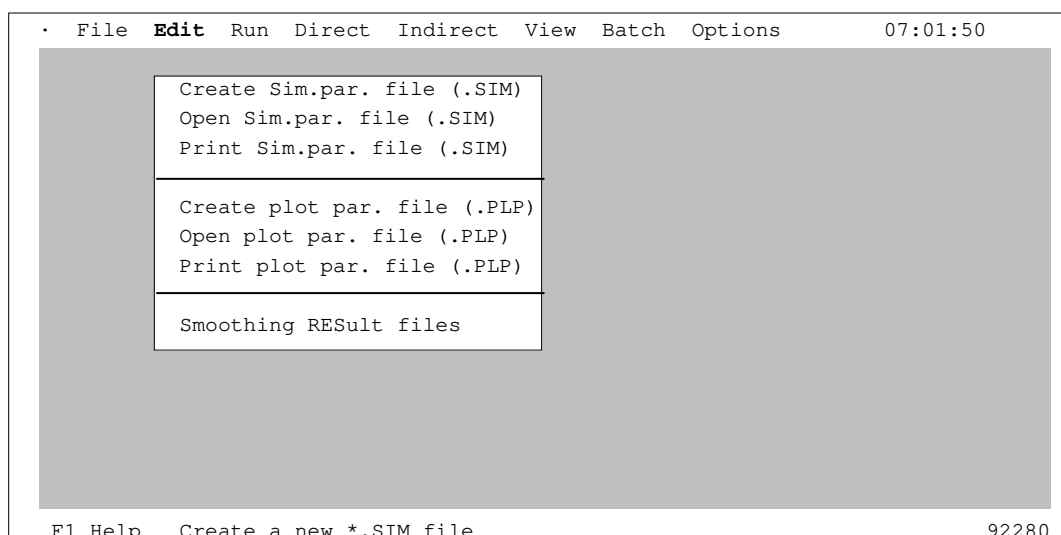 · File Edit Run Direct Indirect View Batch Options 07:01:50
Create Sim.par. file (.SIM)
Open Sim.par. file (.SIM)
Print Sim.par. file (.SIM)
Create plot par. file (.PLP)
Open plot par. file (.PLP)
Print plot par. file (.PLP)
Smoothing RESult files
F1 Help Create a new *.SIM file 92280